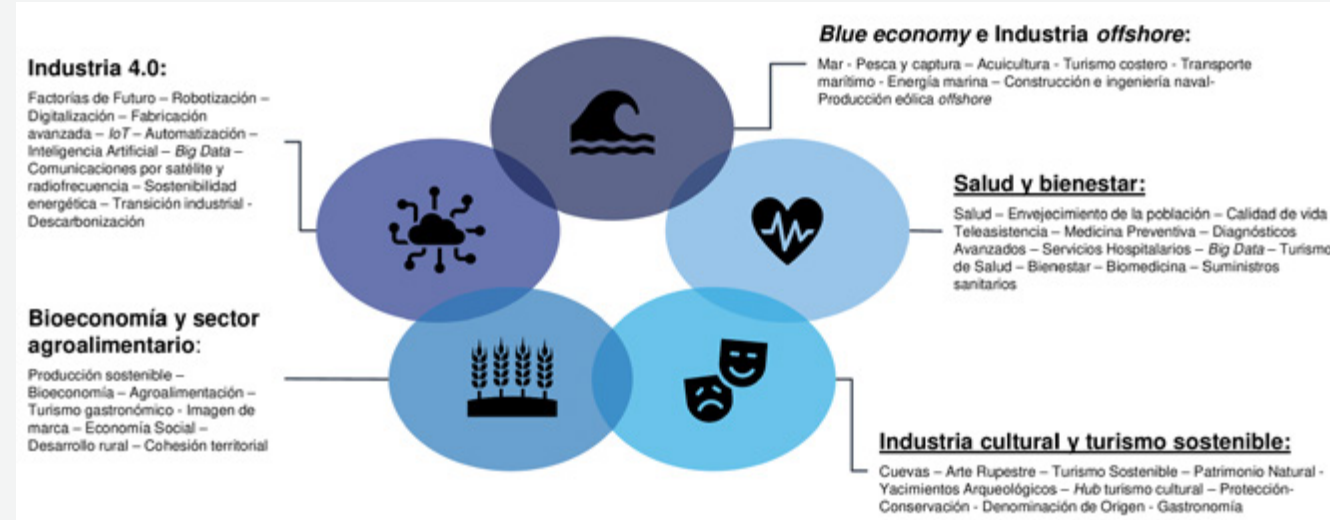 Industria 4.0:
Factorías de Futuro – Robotización –
Digitalización – Fabricación
avanzada – IoT – Automatización –
Inteligencia Artificial – Big Data –
Comunicaciones por satélite y
radiofrecuencia – Sostenibilidad
energética – Transición industrial -
Descarbonización
Blue economy e Industria offshore:
Mar - Pesca y captura – Acuicultura - Turismo costero - Transporte
marítimo - Energía marina – Construcción e ingeniería naval-
Producción eólica offshore
Salud y bienestar:
Salud – Envejecimiento de la población – Calidad de vida
Teleasistencia – Medicina Preventiva – Diagnósticos
Avanzados – Servicios Hospitalarios – Big Data – Turismo
de Salud – Bienestar – Biomedicina – Suministros
sanitarios
Bioeconomía y sector
agroalimentario:
Producción sostenible –
Bioeconomía – Agroalimentación –
Turismo gastronómico - Imagen de
marca – Economía Social –
Desarrollo rural – Cohesión territorial
Industria cultural y turismo sostenible:
Cuevas – Arte Rupestre – Turismo Sostenible – Patrimonio Natural -
Yacimientos Arqueológicos – Hub turismo cultural – Protección-
Conservación - Denominación de Origen - Gastronomía